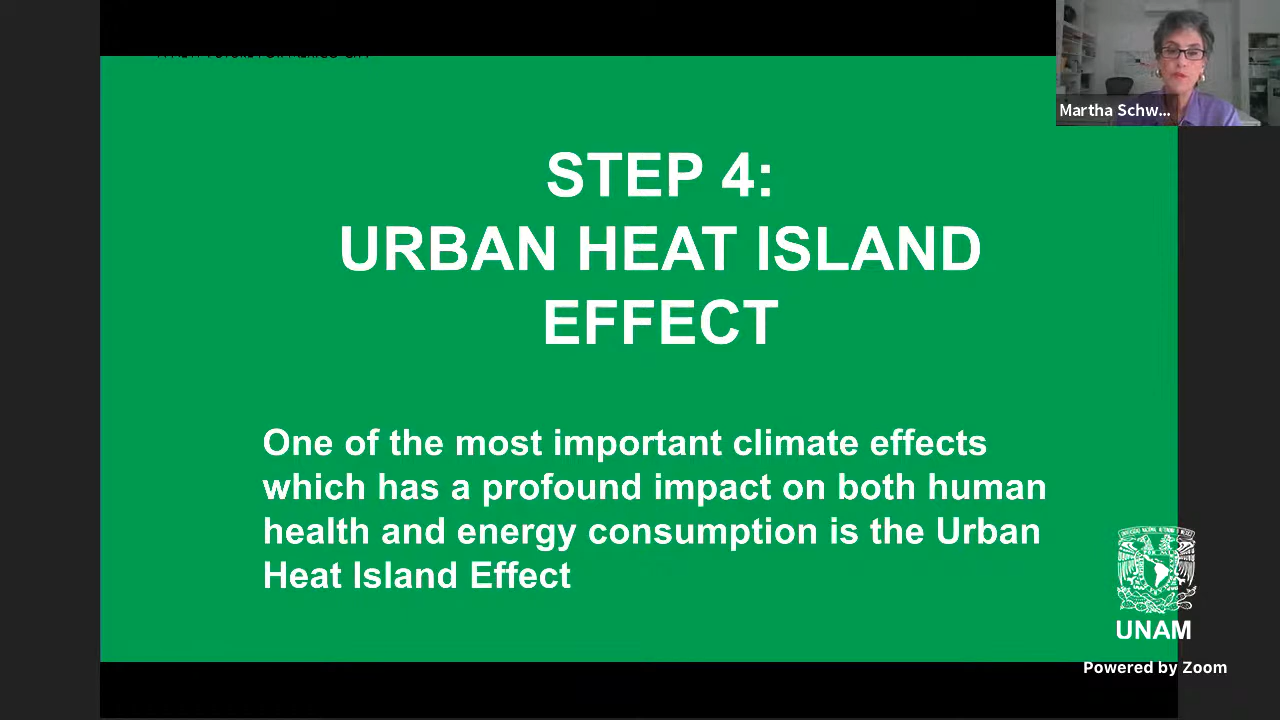 Martha Schw...
STEP 4:
URBAN HEAT ISLAND
EFFECT
One of the most important climate effects
which has a profound impact on both human
health and energy consumption is the Urban
Heat Island Effect
UNAM
Powered by Zoom